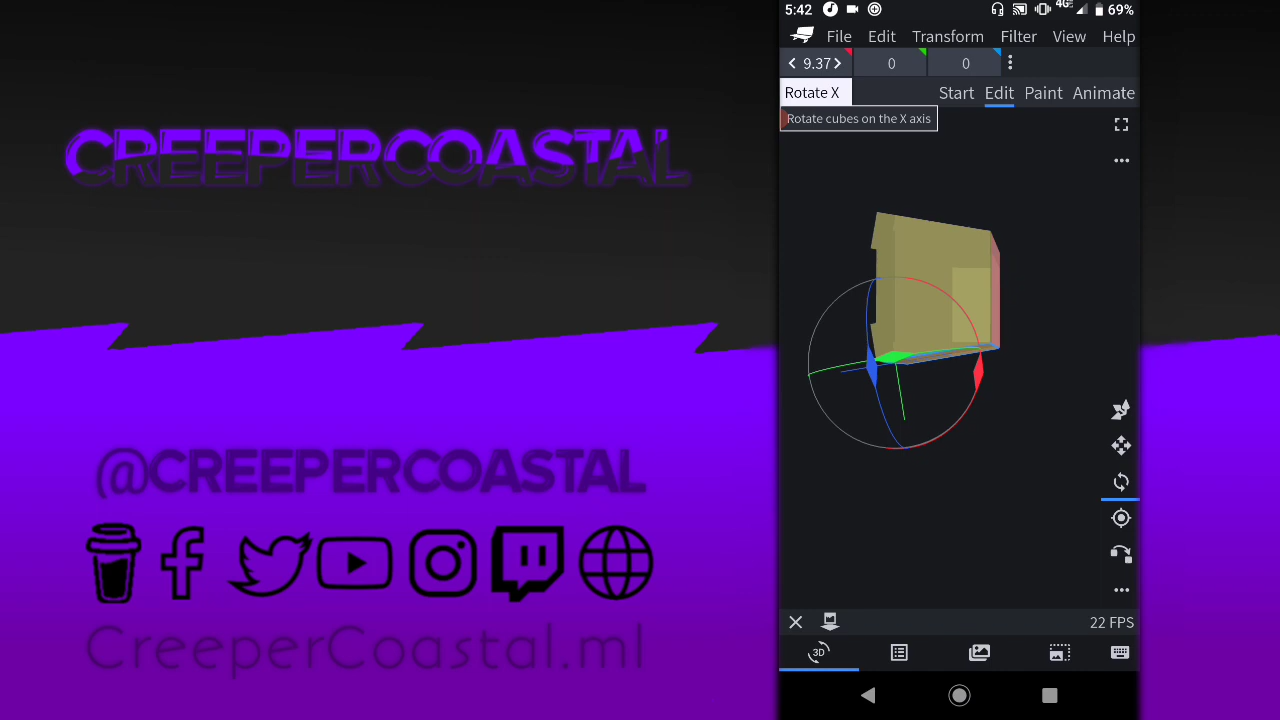 CREEPERCOASTAL
@CREEPERCOASTAL
CreeperCoastal.ml
5:42 4G 69%
File Edit Transform Filter View Help
9.37 0 0
Rotate X Start Edit Paint Animate
Rotate cubes on the X axis
22 FPS
3D